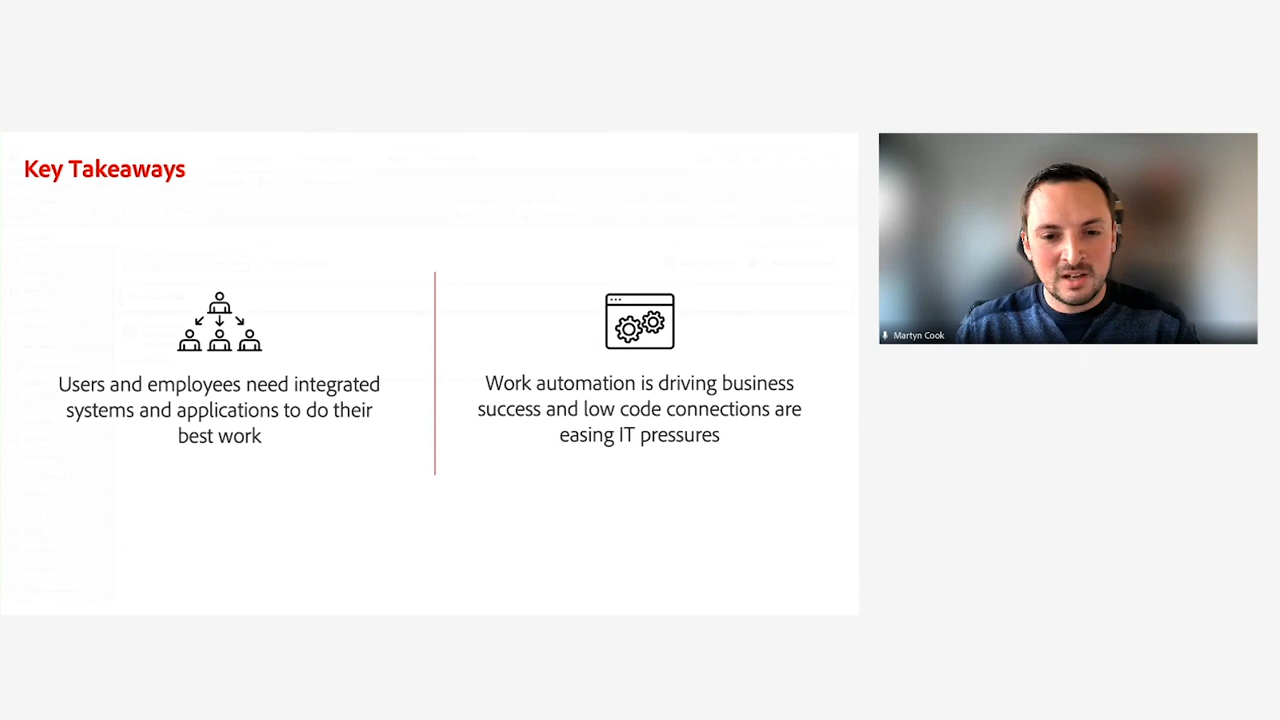 Key Takeaways
Users and employees need integrated
systems and applications to do their
best work
Work automation is driving business
success and low code connections are
easing IT pressures
Martyn Cook